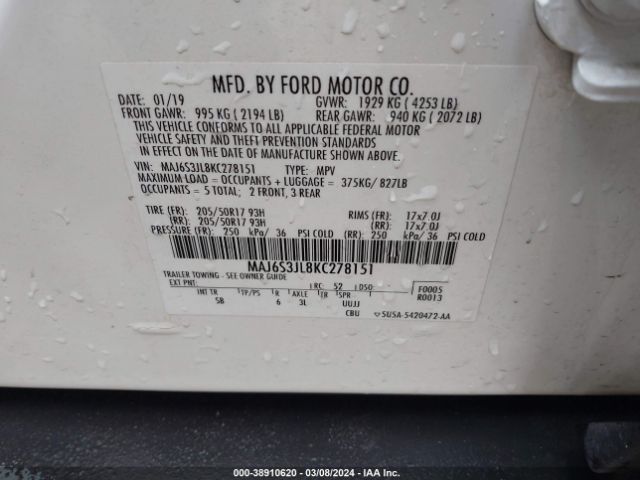 MFD. BY FORD MOTOR CO.
DATE: 01/19 GVWR: 1929 KG ( 4253 LB)
FRONT GAWR: 995 KG ( 2194 LB) REAR GAWR: 940 KG ( 2072 LB)
THIS VEHICLE CONFORMS TO ALL APPLICABLE FEDERAL MOTOR
VEHICLE SAFETY AND THEFT PREVENTION STANDARDS
IN EFFECT ON THE DATE OF MANUFACTURE SHOWN ABOVE.
VIN: MAJ6S3JL8KC278151 TYPE: MPV
MAXIMUM LOAD = OCCUPANTS + LUGGAGE = 375KG/ 827LB
OCCUPANTS = 5 TOTAL; 2 FRONT, 3 REAR
TIRE (FR): 205/50R17 93H RIMS (FR): 17x7.0J
(RR): 205/50R17 93H (RR): 17x7.0J
PRESSURE (FR): 250 kPa/ 36 PSI COLD (RR): 250 kPa/ 36 PSI COLD
MAJ6S3JL8KC278151
TRAILER TOWING - SEE OWNER GUIDE
EXT PNT: RC: 52 DSO: F0005
R0013
INT TR TP/PS R AXLE TR SPR
SB 6 3L UUJJ
CBU 5U5A-5420472-AA
000-38910620 - 03/08/2024 - IAA Inc.